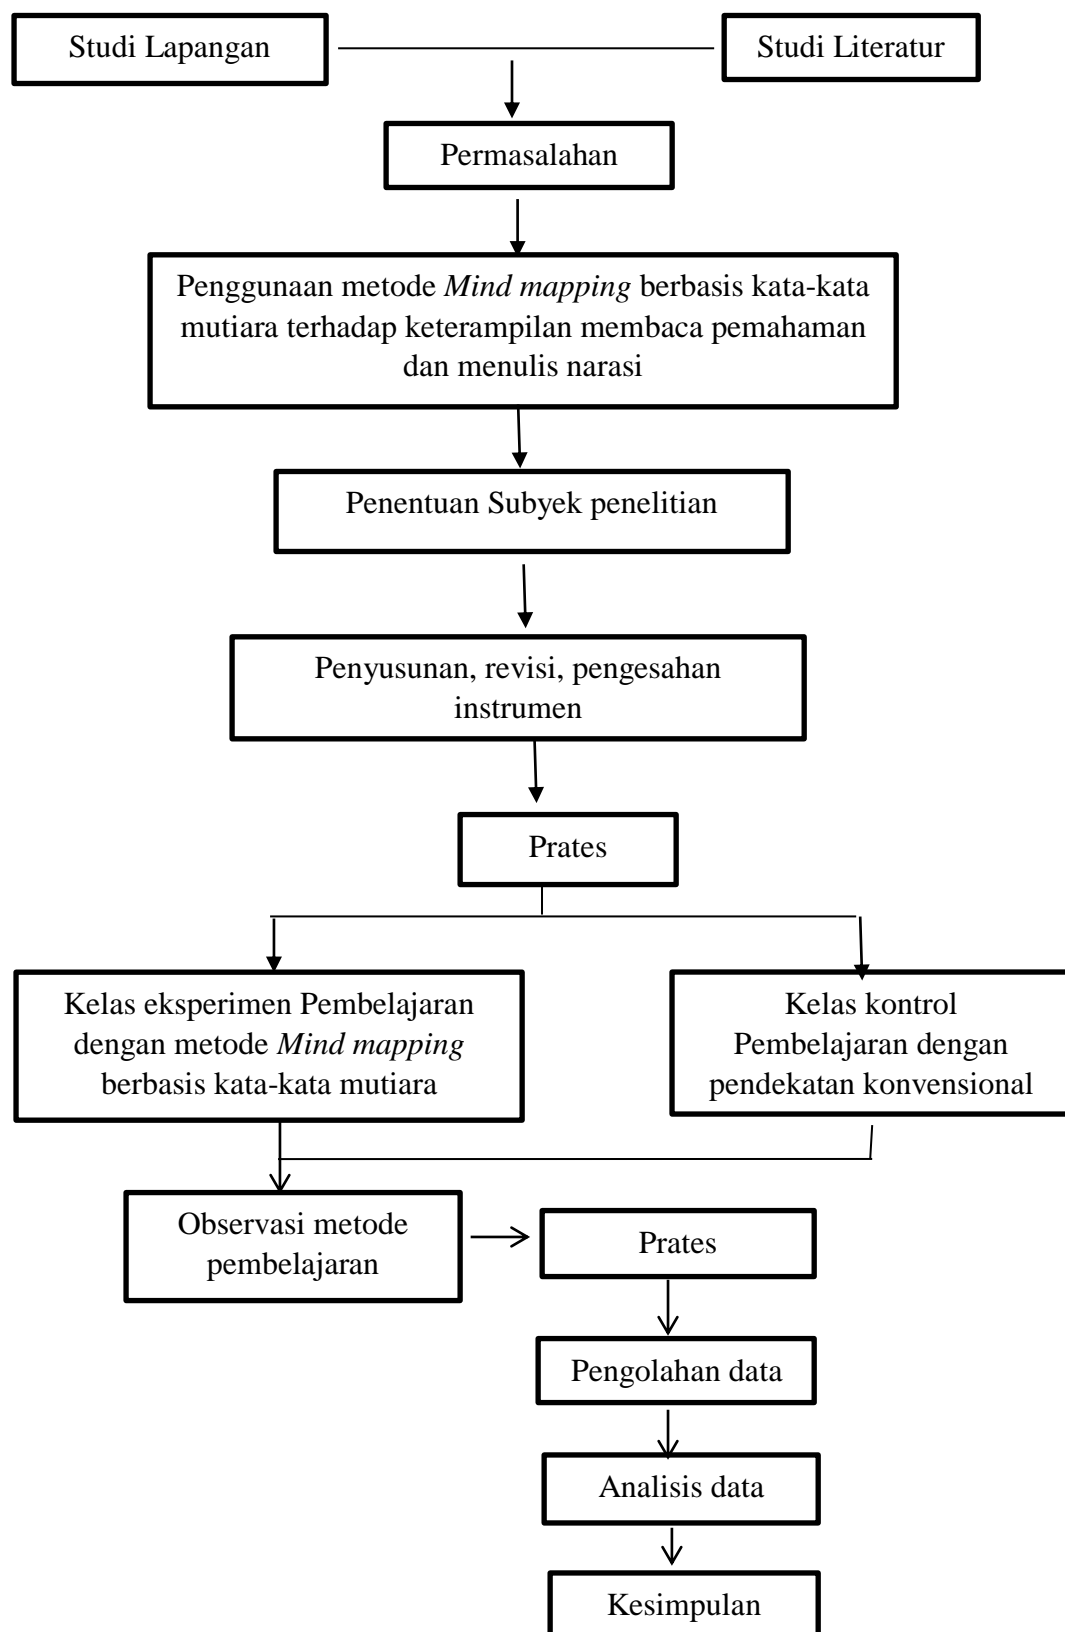 Studi Lapangan
Studi Literatur
Permasalahan
Penggunaan metode Mind mapping berbasis kata-kata
mutiara terhadap keterampilan membaca pemahaman
dan menulis narasi
Penentuan Subyek penelitian
Penyusunan, revisi, pengesahan
instrumen
Prates
Kelas eksperimen Pembelajaran
dengan metode Mind mapping
berbasis kata-kata mutiara
Kelas kontrol
Pembelajaran dengan
pendekatan konvensional
Observasi metode
pembelajaran
Prates
Pengolahan data
Analisis data
Kesimpulan